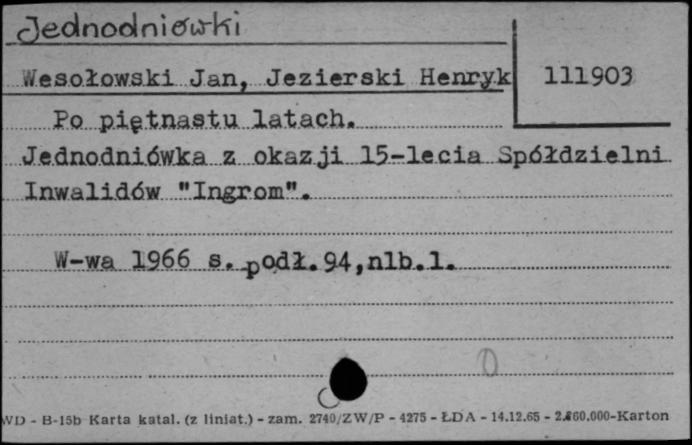 Jednodniówki
Wesołowski Jan, Jezierski Henryk 111903
Po piętnastu latach.
Jednodniówka z okazji 15-lecia Spółdzielni
Inwalidów "Ingrom".
W-wa 1966 s. podł.94,nlb.1.
WD - B-15b Karta katal. (z liniat.) - zam. 2740/ZW/P - 4275 - ŁDA - 14.12.65 - 2.860.000-Karton